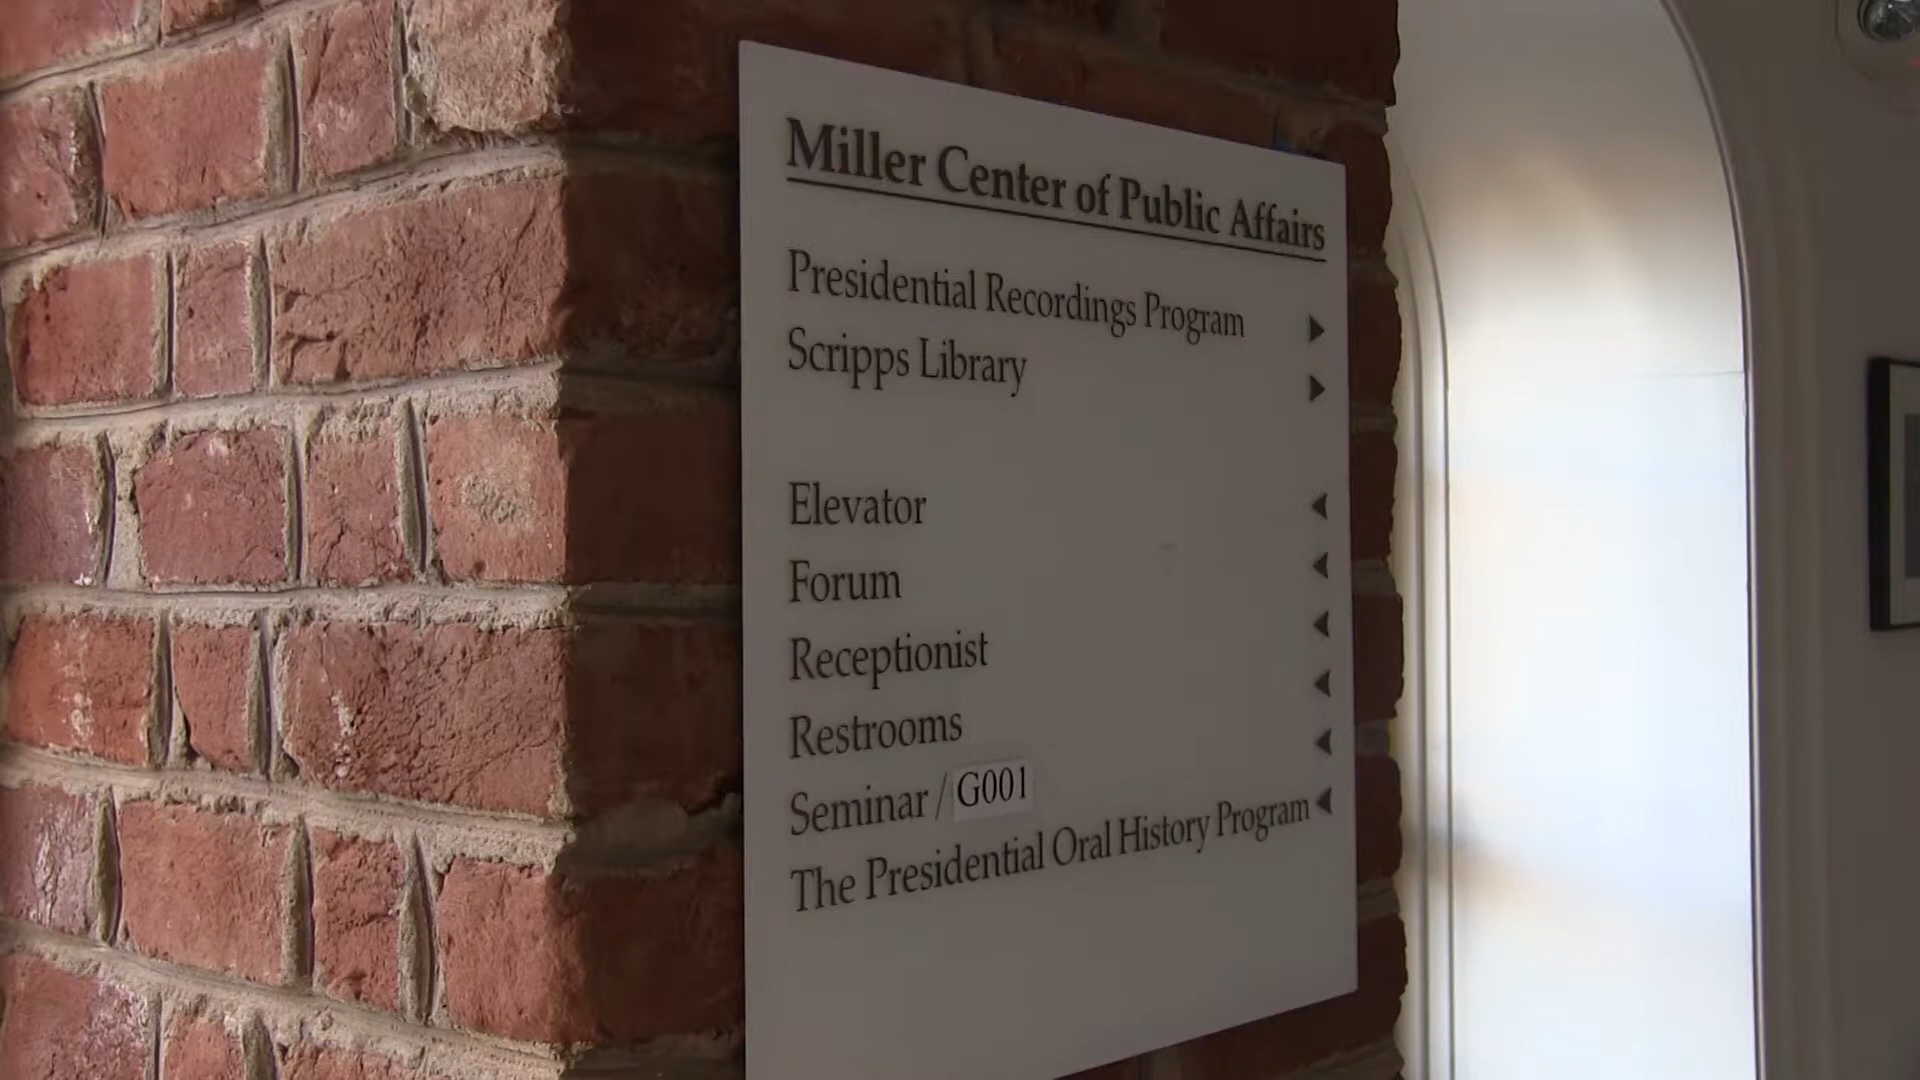 Miller Center of Public Affairs
Presidential Recordings Program
Scripps Library
Elevator
Forum
Receptionist
Restrooms
Seminar / G001
The Presidential Oral History Program